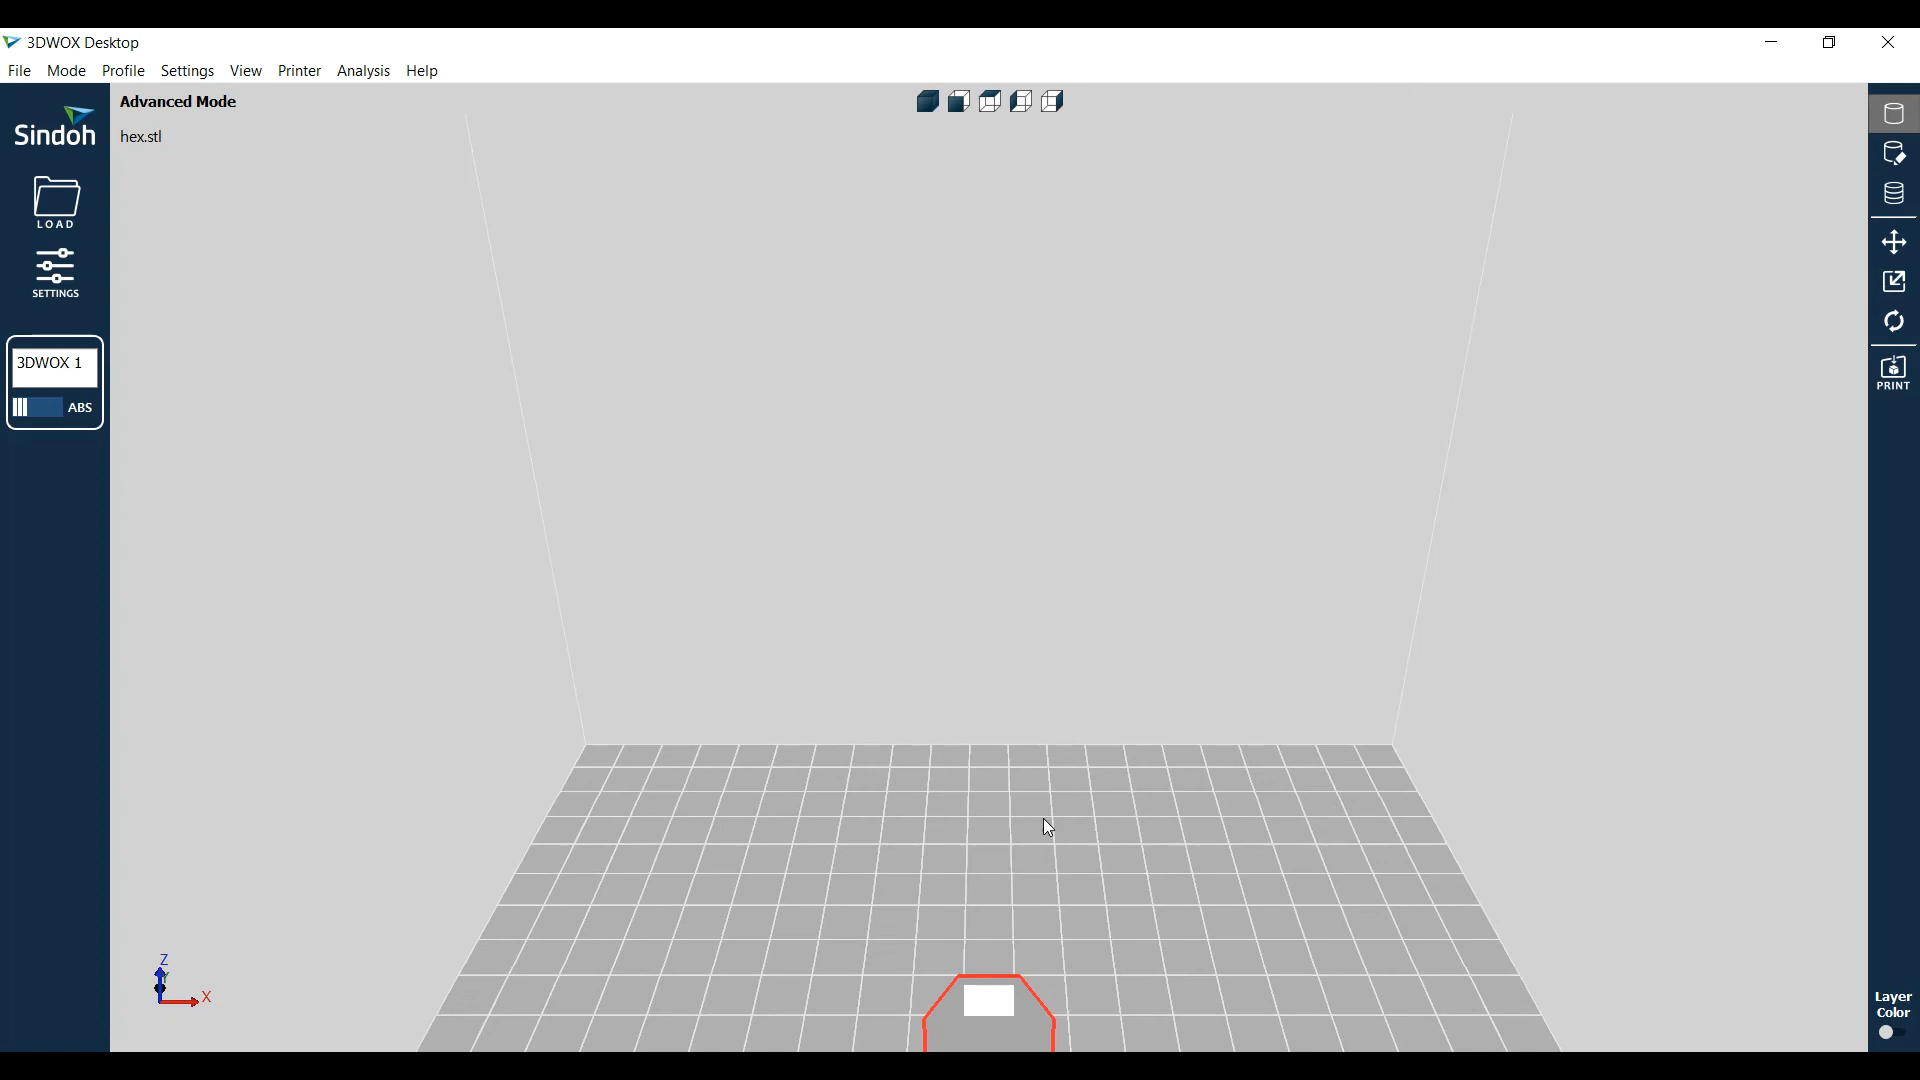 3DWOX Desktop
File Mode Profile Settings View Printer Analysis Help
Advanced Mode
hex.stl
Sindoh
LOAD
SETTINGS
3DWOX 1
ABS
PRINT
Z
Y
X
Layer
Color